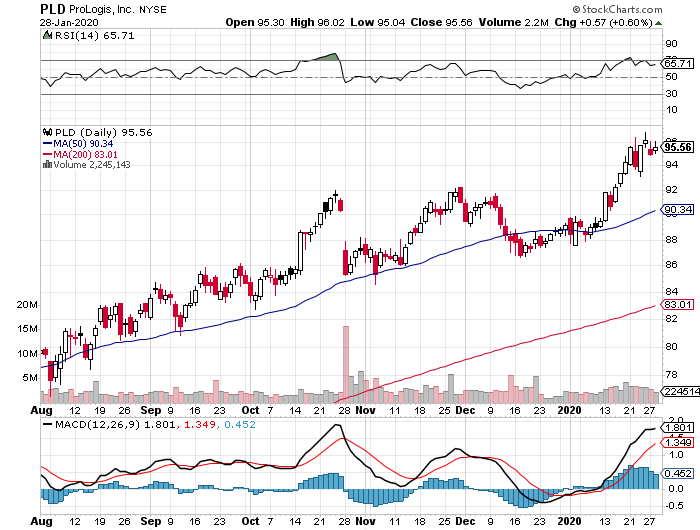 PLD ProLogis, Inc. NYSE
© StockCharts.com
28-Jan-2020
Open 95.30 High 96.02 Low 95.04 Close 95.56 Volume 2.2M Chg +0.57 (+0.60%)
RSI(14) 65.71
90
70
65.71
50
30
10
PLD (Daily) 95.56
MA(50) 90.34
MA(200) 83.01
Volume 2,245,143
96
95.56
94
92
90.34
88
86
84
83.01
82
80
78
224514
20M
15M
10M
5M
Aug 12 19 26 Sep 9 16 23 Oct 7 14 21 28 Nov 11 18 25 Dec 9 16 23 2020 13 21 27
MACD(12,26,9) 1.801, 1.349, 0.452
2.0
1.801
1.349
1.0
0.452
0.0
-0.5
Aug 12 19 26 Sep 9 16 23 Oct 7 14 21 28 Nov 11 18 25 Dec 9 16 23 2020 13 21 27